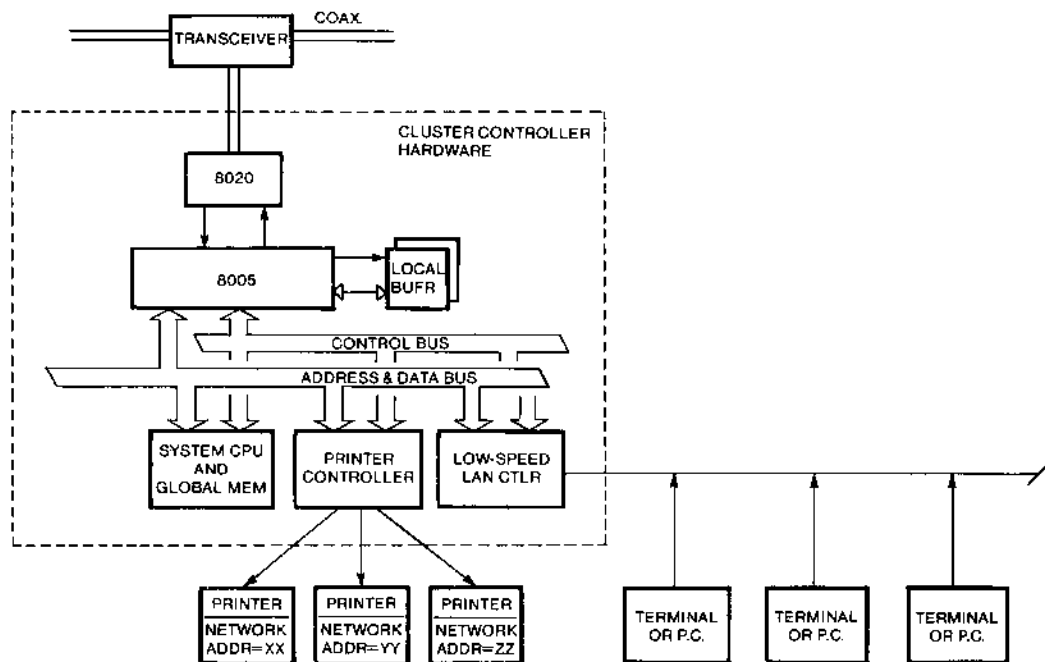 COAX.
TRANSCEIVER
CLUSTER CONTROLLER
HARDWARE
8020
8005
LOCAL
BUFR
CONTROL BUS
ADDRESS & DATA BUS
SYSTEM CPU
AND
GLOBAL MEM
PRINTER
CONTROLLER
LOW-SPEED
LAN CTLR
PRINTER
NETWORK
ADDR=XX
PRINTER
NETWORK
ADDR=YY
PRINTER
NETWORK
ADDR=ZZ
TERMINAL
OR P.C.
TERMINAL
OR P.C.
TERMINAL
OR P.C.